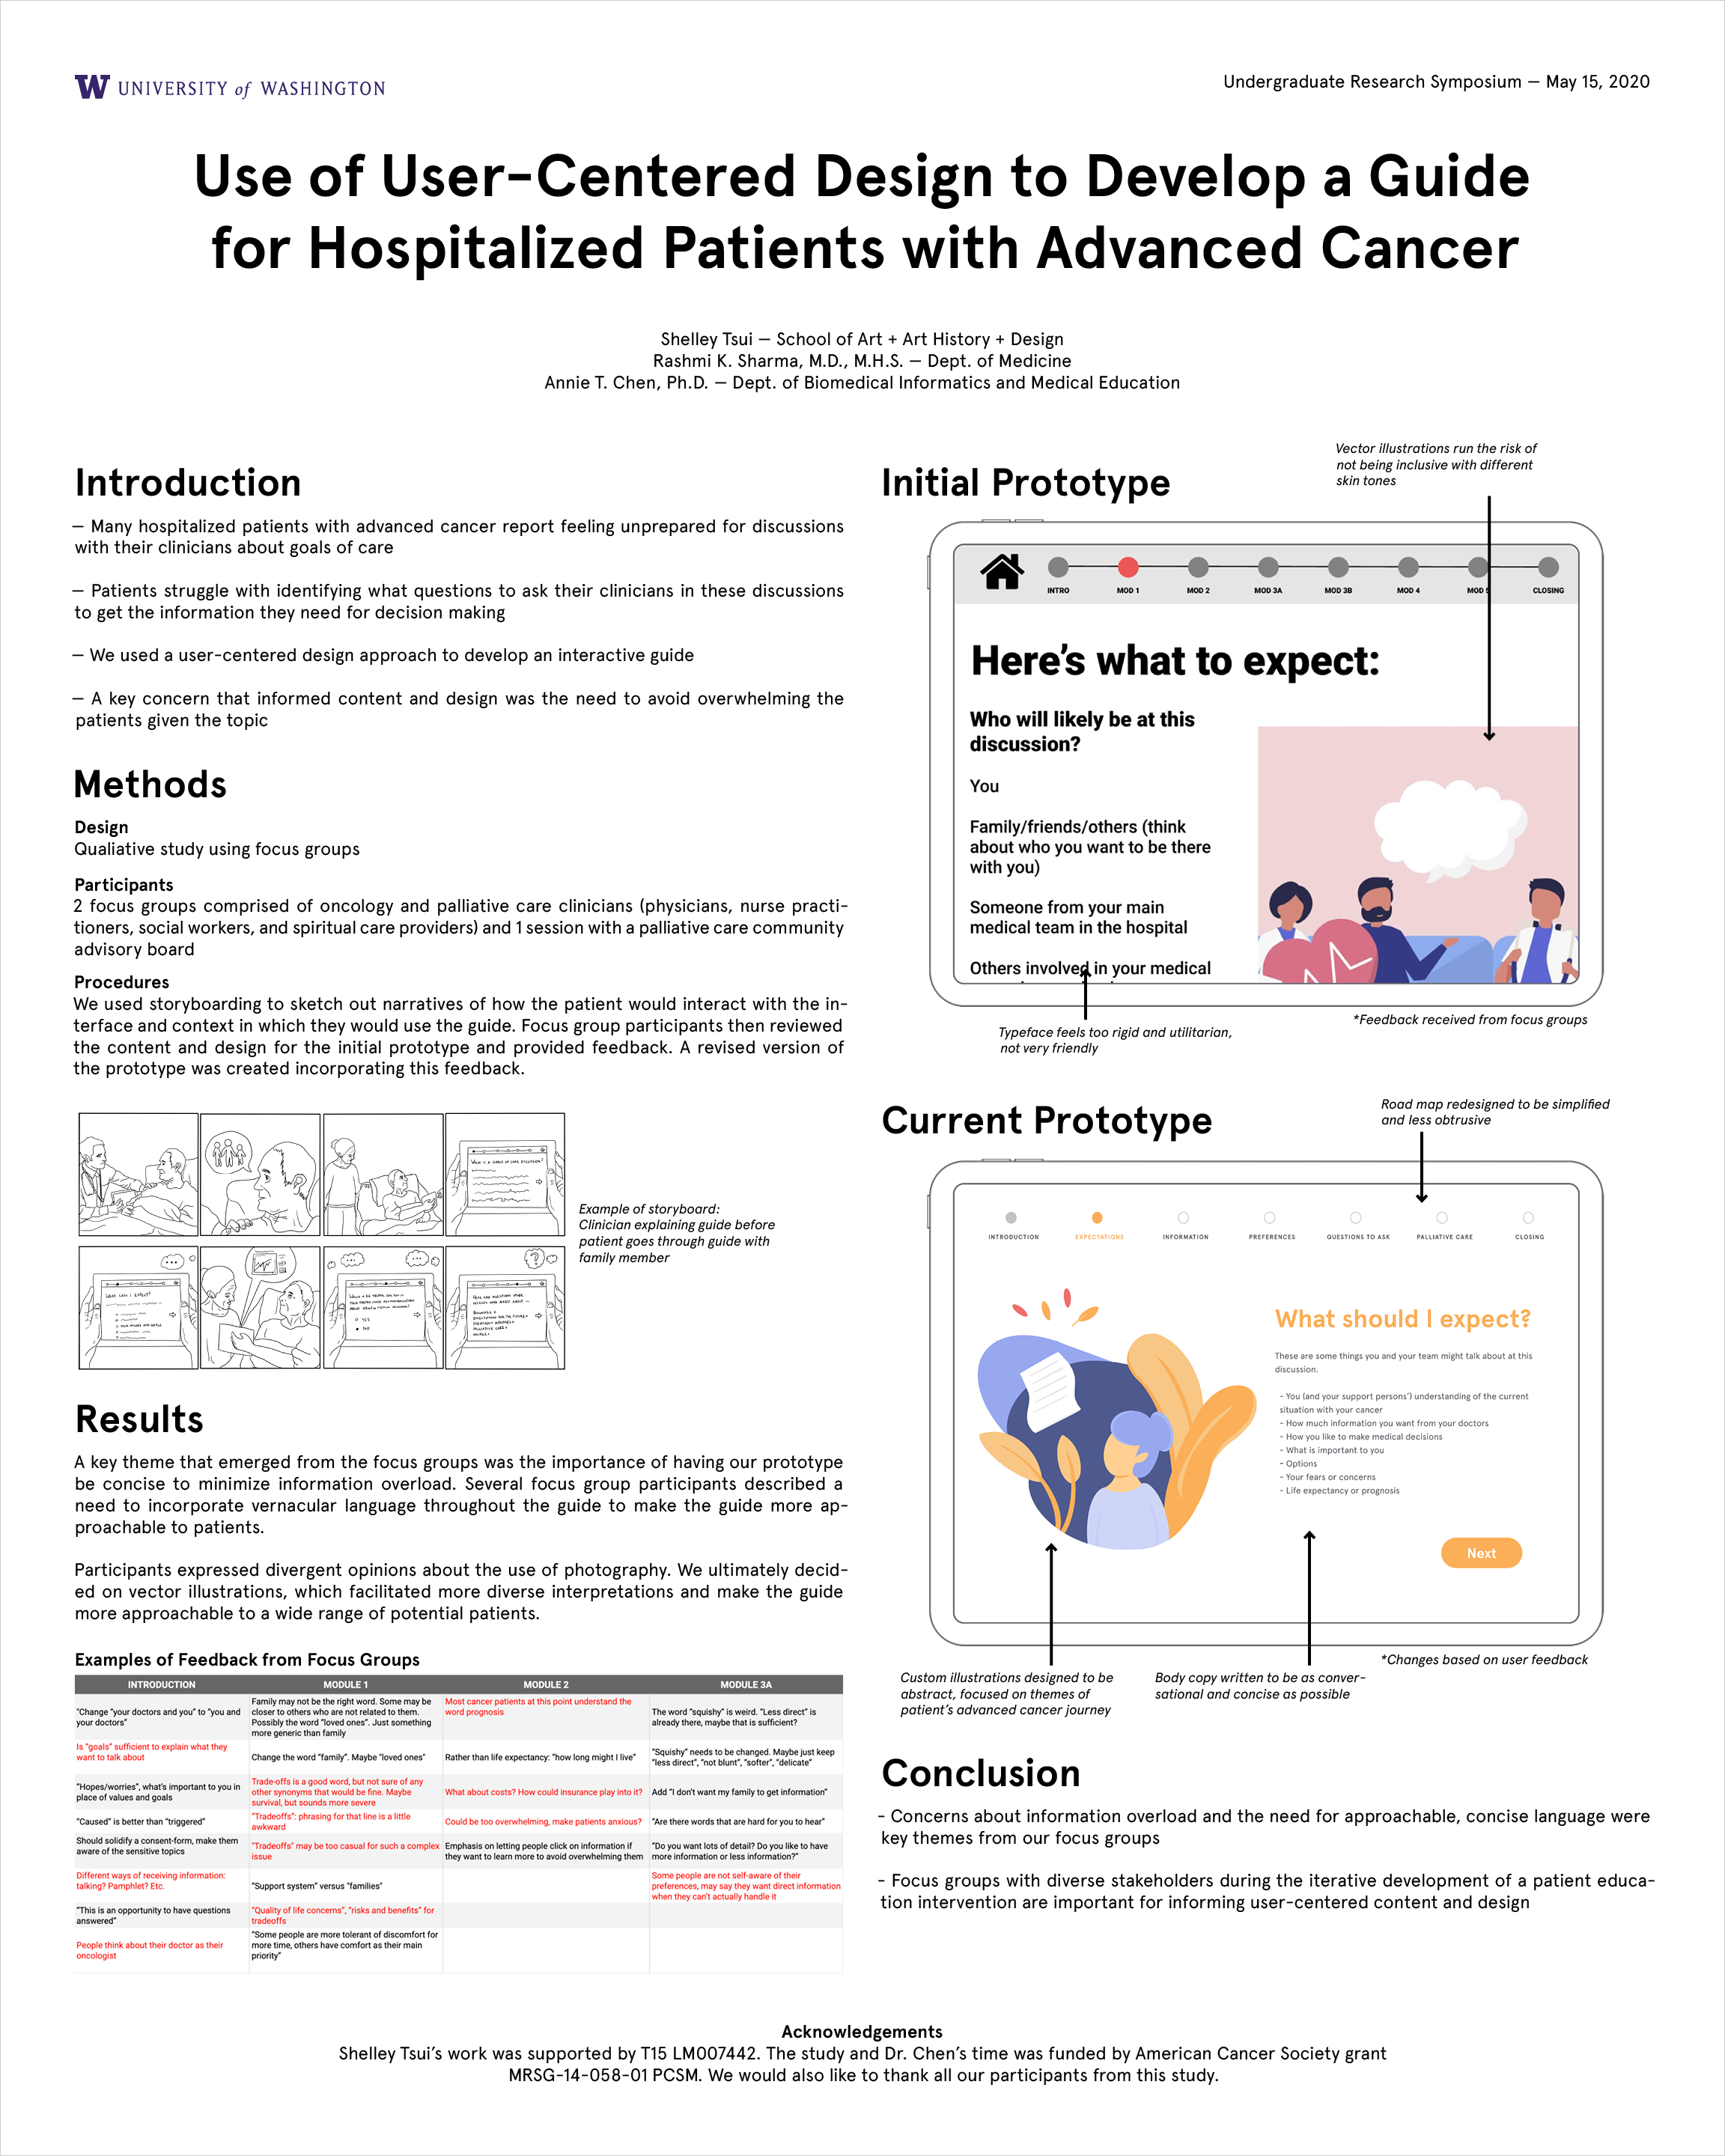 UNIVERSITY of WASHINGTON
Undergraduate Research Symposium — May 15, 2020
Use of User-Centered Design to Develop a Guide
for Hospitalized Patients with Advanced Cancer
Shelley Tsui — School of Art + Art History + Design
Rashmi K. Sharma, M.D., M.H.S. — Dept. of Medicine
Annie T. Chen, Ph.D. — Dept. of Biomedical Informatics and Medical Education
Introduction
— Many hospitalized patients with advanced cancer report feeling unprepared for discussions
with their clinicians about goals of care
— Patients struggle with identifying what questions to ask their clinicians in these discussions
to get the information they need for decision making
— We used a user-centered design approach to develop an interactive guide
— A key concern that informed content and design was the need to avoid overwhelming the
patients given the topic
Methods
Design
Qualiative study using focus groups
Participants
2 focus groups comprised of oncology and palliative care clinicians (physicians, nurse practi-
tioners, social workers, and spiritual care providers) and 1 session with a palliative care community
advisory board
Procedures
We used storyboarding to sketch out narratives of how the patient would interact with the in-
terface and context in which they would use the guide. Focus group participants then reviewed
the content and design for the initial prototype and provided feedback. A revised version of
the prototype was created incorporating this feedback.
WHAT IS A GOALS OF CARE DISCUSSION?
WHAT CAN I EXPECT?
YES
NO
Example of storyboard:
Clinician explaining guide before
patient goes through guide with
family member
Results
A key theme that emerged from the focus groups was the importance of having our prototype
be concise to minimize information overload. Several focus group participants described a
need to incorporate vernacular language throughout the guide to make the guide more ap-
proachable to patients.
Participants expressed divergent opinions about the use of photography. We ultimately decid-
ed on vector illustrations, which facilitated more diverse interpretations and make the guide
more approachable to a wide range of potential patients.
Examples of Feedback from Focus Groups
INTRODUCTION MODULE 1 MODULE 2 MODULE 3A
"Change "your doctors and you" to "you and
your doctors"
Family may not be the right word. Some may be
closer to others who are not related to them.
Possibly the word "loved ones". Just something
more generic than family
Most cancer patients at this point understand the
word prognosis
The word "squishy" is weird. "Less direct" is
already there, maybe that is sufficient?
Is "goals" sufficient to explain what they
want to talk about
Change the word "family". Maybe "loved ones"
Rather than life expectancy: "how long might I live"
"Squishy" needs to be changed. Maybe just keep
"less direct", "not blunt", "softer", "delicate"
"Hopes/worries", what's important to you in
place of values and goals
Trade-offs is a good word, but not sure of any
other synonyms that would be fine. Maybe
survival, but sounds more severe
What about costs? How could insurance play into it?
Add "I don't want my family to get information"
"Caused" is better than "triggered"
"Tradeoffs": phrasing for that line is a little
awkward
Could be too overwhelming, make patients anxious?
"Are there words that are hard for you to hear"
Should solidify a consent-form, make them
aware of the sensitive topics
"Tradeoffs" may be too casual for such a complex
issue
Emphasis on letting people click on information if
they want to learn more to avoid overwhelming them
"Do you want lots of detail? Do you like to have
more information or less information?"
Different ways of receiving information:
talking? Pamphlet? Etc.
"Support system" versus "families"
Some people are not self-aware of their
preferences, may say they want direct information
when they can't actually handle it
"This is an opportunity to have questions
answered"
"Quality of life concerns", "risks and benefits" for
tradeoffs
People think about their doctor as their
oncologist
"Some people are more tolerant of discomfort for
more time, others have comfort as their main
priority"
Initial Prototype
Vector illustrations run the risk of
not being inclusive with different
skin tones
INTRO MOD 1 MOD 2 MOD 3A MOD 3B MOD 4 MOD 5 CLOSING
Here's what to expect:
Who will likely be at this
discussion?
You
Family/friends/others (think
about who you want to be there
with you)
Someone from your main
medical team in the hospital
Others involved in your medical
Typeface feels too rigid and utilitarian,
not very friendly
*Feedback received from focus groups
Current Prototype
Road map redesigned to be simplified
and less obtrusive
INTRODUCTION EXPECTATIONS INFORMATION PREFERENCES QUESTIONS TO ASK PALLIATIVE CARE CLOSING
What should I expect?
These are some things you and your team might talk about at this
discussion.
- You (and your support persons') understanding of the current
situation with your cancer
- How much information you want from your doctors
- How you like to make medical decisions
- What is important to you
- Options
- Your fears or concerns
- Life expectancy or prognosis
Next
Custom illustrations designed to be
abstract, focused on themes of
patient's advanced cancer journey
Body copy written to be as conver-
sational and concise as possible
*Changes based on user feedback
Conclusion
- Concerns about information overload and the need for approachable, concise language were
key themes from our focus groups
- Focus groups with diverse stakeholders during the iterative development of a patient educa-
tion intervention are important for informing user-centered content and design
Acknowledgements
Shelley Tsui's work was supported by T15 LM007442. The study and Dr. Chen's time was funded by American Cancer Society grant
MRSG-14-058-01 PCSM. We would also like to thank all our participants from this study.